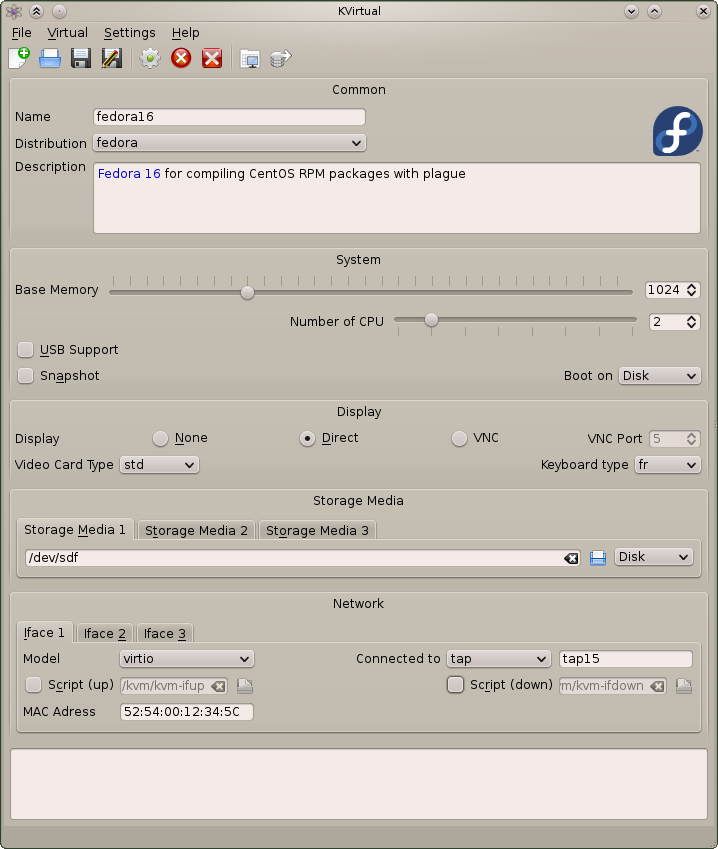 KVirtual
File Virtual Settings Help
Common
Name fedora16
Distribution fedora
Description Fedora 16 for compiling CentOS RPM packages with plague
System
Base Memory 1024
Number of CPU 2
USB Support
Snapshot Boot on Disk
Display
Display None Direct VNC VNC Port 5
Video Card Type std Keyboard type fr
Storage Media
Storage Media 1 Storage Media 2 Storage Media 3
/dev/sdf Disk
Network
Iface 1 Iface 2 Iface 3
Model virtio Connected to tap tap15
Script (up) /kvm/kvm-ifup Script (down) m/kvm-ifdown
MAC Adress 52:54:00:12:34:5C